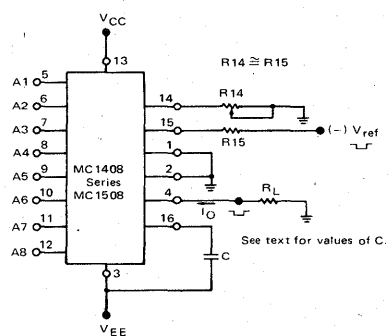 VCC
13
R14 ≅ R15
A1 5
A2 6
A3 7
A4 8
A5 9
A6 10
A7 11
A8 12
MC1408
Series
MC1508
14
R14
15
R15
(−) Vref
1
2
4
IO
RL
16
C
See text for values of C.
3
VEE